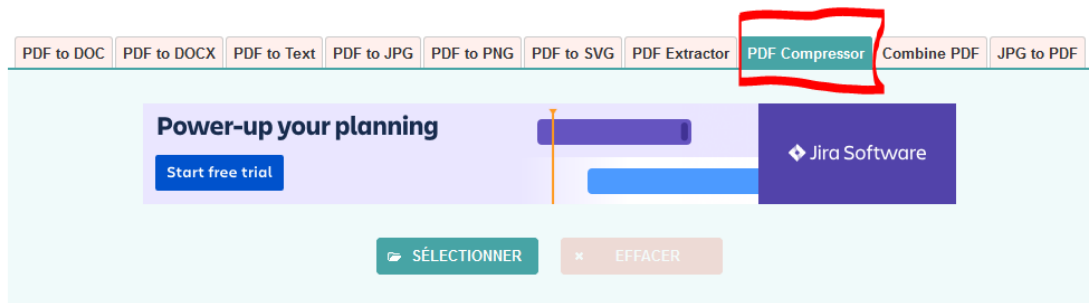 PDF to DOC PDF to DOCX PDF to Text PDF to JPG PDF to PNG PDF to SVG PDF Extractor PDF Compressor Combine PDF JPG to PDF
Power-up your planning
Start free trial
Jira Software
SÉLECTIONNER EFFACER